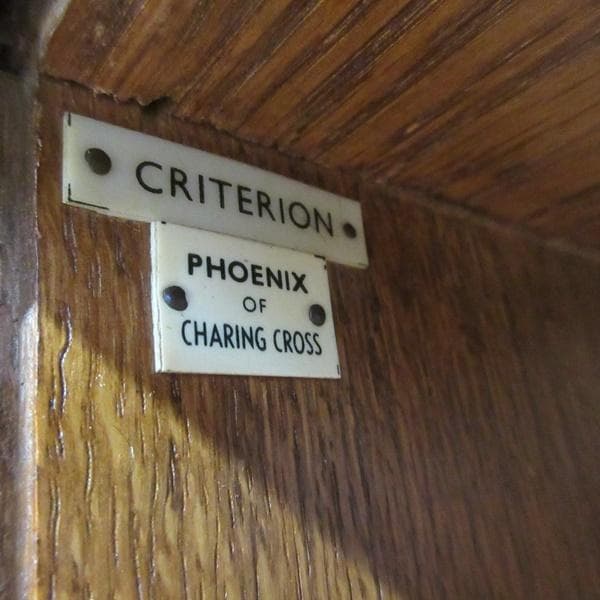 CRITERION
PHOENIX
OF
CHARING CROSS